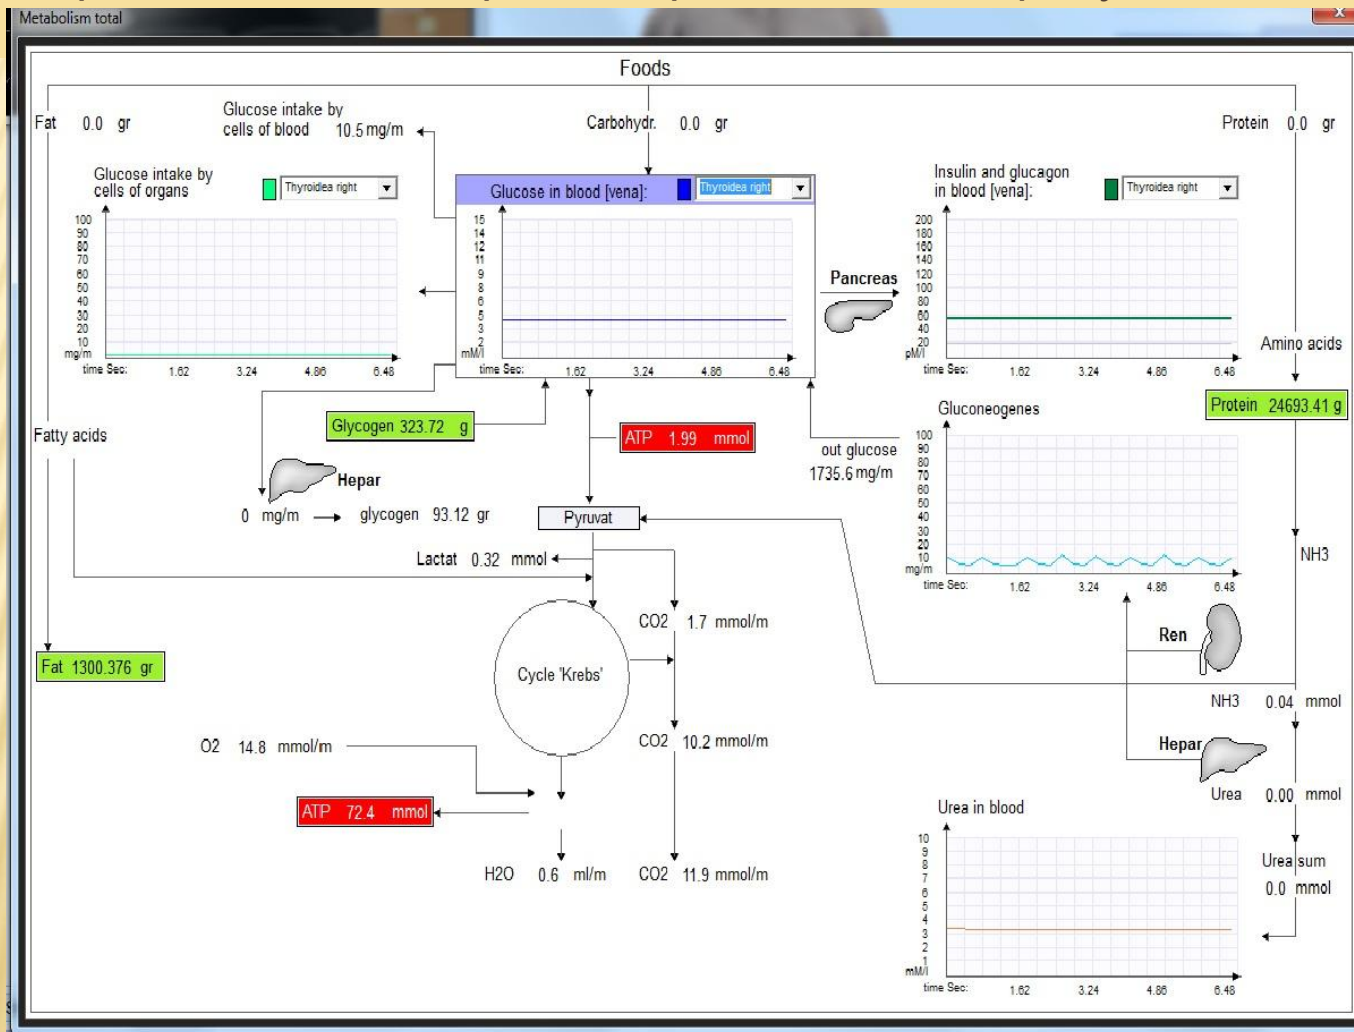 Metabolism total
Foods
Fat 0.0 gr
Glucose intake by
cells of blood 10.5 mg/m
Carbohydr. 0.0 gr
Protein 0.0 gr
Glucose intake by
cells of organs
Thyroidea right
100
90
80
70
60
50
40
30
20
10
mg/m
time Sec: 1.62 3.24 4.86 6.48
Glucose in blood [vena]:
Thyroidea right
15
14
12
11
9
8
6
5
3
2
mM/l
time Sec: 1.62 3.24 4.86 6.48
Pancreas
Insulin and glucagon
in blood [vena]:
Thyroidea right
200
180
160
140
120
100
80
60
40
20
pM/l
time Sec: 1.62 3.24 4.86 6.48
Amino acids
Protein 24693.41 g
Fatty acids
Glycogen 323.72 g
ATP 1.99 mmol
out glucose
1735.6 mg/m
Hepar
0 mg/m glycogen 93.12 gr
Pyruvat
Gluconeogenes
100
90
80
70
60
50
40
30
20
10
mg/m
time Sec: 1.62 3.24 4.86 6.48
NH3
Lactat 0.32 mmol
CO2 1.7 mmol/m
Cycle 'Krebs'
Fat 1300.376 gr
Ren
NH3 0.04 mmol
O2 14.8 mmol/m
CO2 10.2 mmol/m
Hepar
Urea 0.00 mmol
ATP 72.4 mmol
H2O 0.6 ml/m
CO2 11.9 mmol/m
Urea in blood
10
9
8
7
6
5
4
3
2
1
mM/l
time Sec: 1.62 3.24 4.86 6.48
Urea sum
0.0 mmol